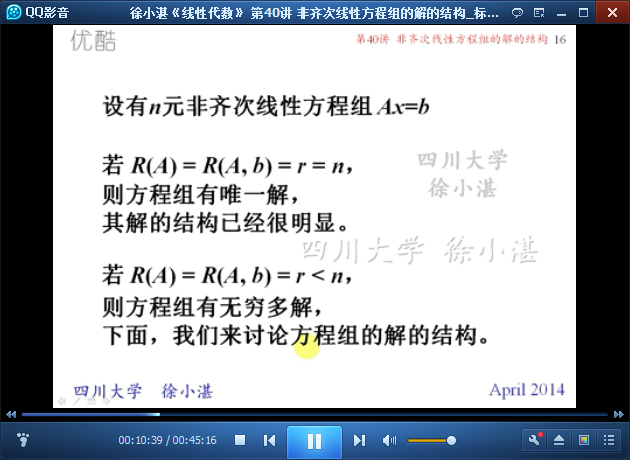 QQ影音
徐小湛《线性代数》 第40讲 非齐次线性方程组的解的结构_标...
优酷
第40讲 非齐次线性方程组的解的结构 16
设有n元非齐次线性方程组 Ax=b
若 R(A) = R(A, b) = r = n,
则方程组有唯一解，
其解的结构已经很明显。
四川大学
徐小湛
四川大学 徐小湛
若 R(A) = R(A, b) = r < n,
则方程组有无穷多解，
下面，我们来讨论方程组的解的结构。
四川大学 徐小湛
April 2014
00:10:39 / 00:45:16